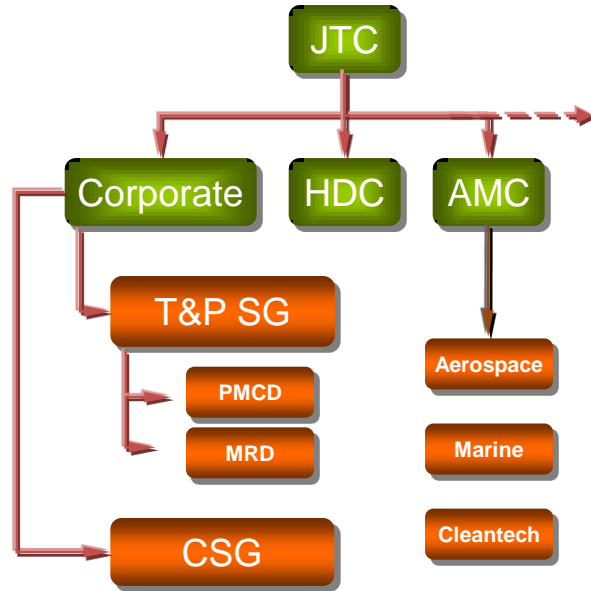 JTC
Corporate
HDC
AMC
T&P SG
Aerospace
PMCD
MRD
Marine
CSG
Cleantech